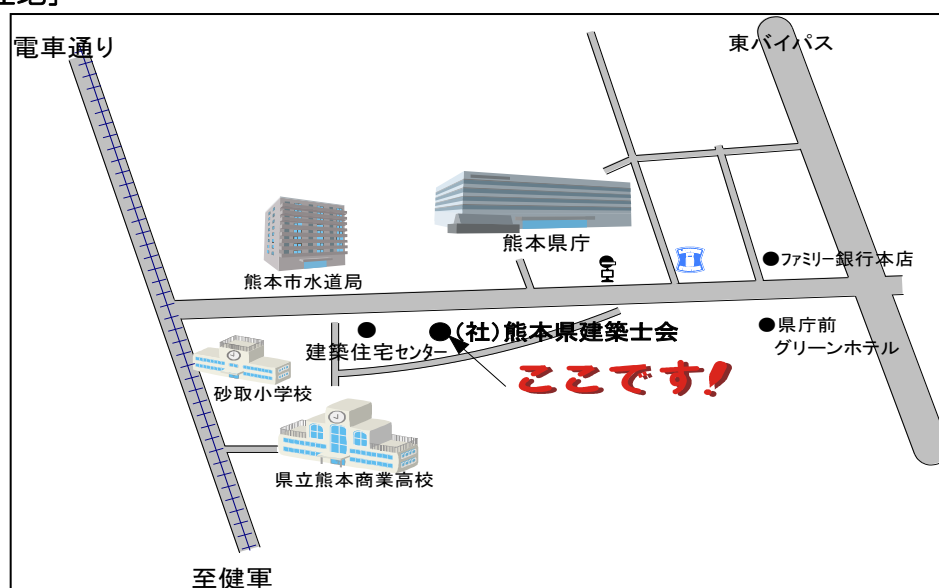 電車通り
東バイパス
熊本県庁
●ファミリー銀行本店
熊本市水道局
●(社)熊本県建築士会
●県庁前
グリーンホテル
建築住宅センター
ここです!
砂取小学校
県立熊本商業高校
至健軍